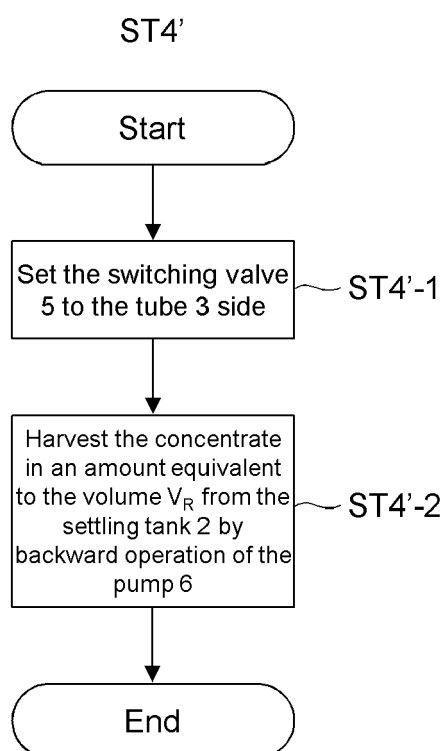 ST4'
Start
Set the switching valve
5 to the tube 3 side
ST4'-1
Harvest the concentrate
in an amount equivalent
to the volume V_R from the
settling tank 2 by
backward operation of the
pump 6
ST4'-2
End